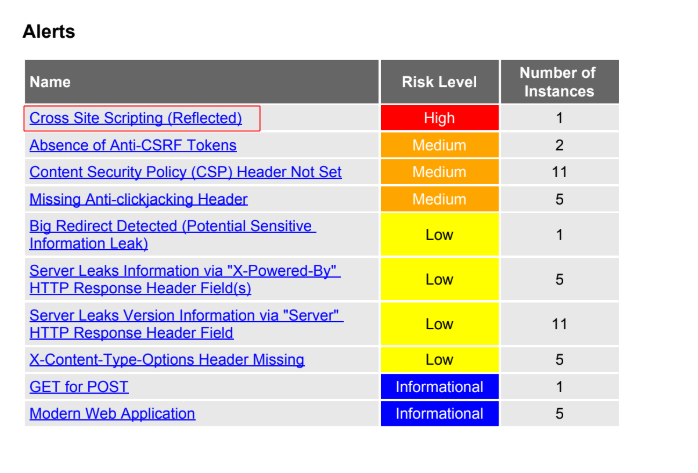 Alerts
Name Risk Level Number of
Instances
Cross Site Scripting (Reflected) High 1
Absence of Anti-CSRF Tokens Medium 2
Content Security Policy (CSP) Header Not Set Medium 11
Missing Anti-clickjacking Header Medium 5
Big Redirect Detected (Potential Sensitive
Information Leak) Low 1
Server Leaks Information via "X-Powered-By"
HTTP Response Header Field(s) Low 5
Server Leaks Version Information via "Server"
HTTP Response Header Field Low 11
X-Content-Type-Options Header Missing Low 5
GET for POST Informational 1
Modern Web Application Informational 5